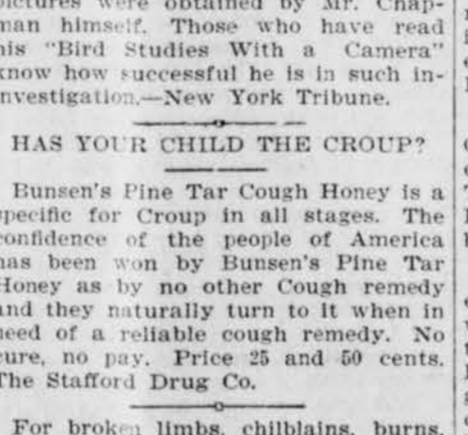 pictures were obtained by Mr. Chap-
man himself. Those who have read
his "Bird Studies With a Camera"
know how successful he is in such in-
nvestigation.—New York Tribune.
HAS YOUR CHILD THE CROUP?
Bunsen's Pine Tar Cough Honey is a
specific for Croup in all stages. The
confidence of the people of America
has been won by Bunsen's Pine Tar
Honey as by no other Cough remedy
and they naturally turn to it when in
need of a reliable cough remedy. No
cure, no pay. Price 25 and 50 cents.
The Stafford Drug Co.
For broken limbs, chilblains, burns,